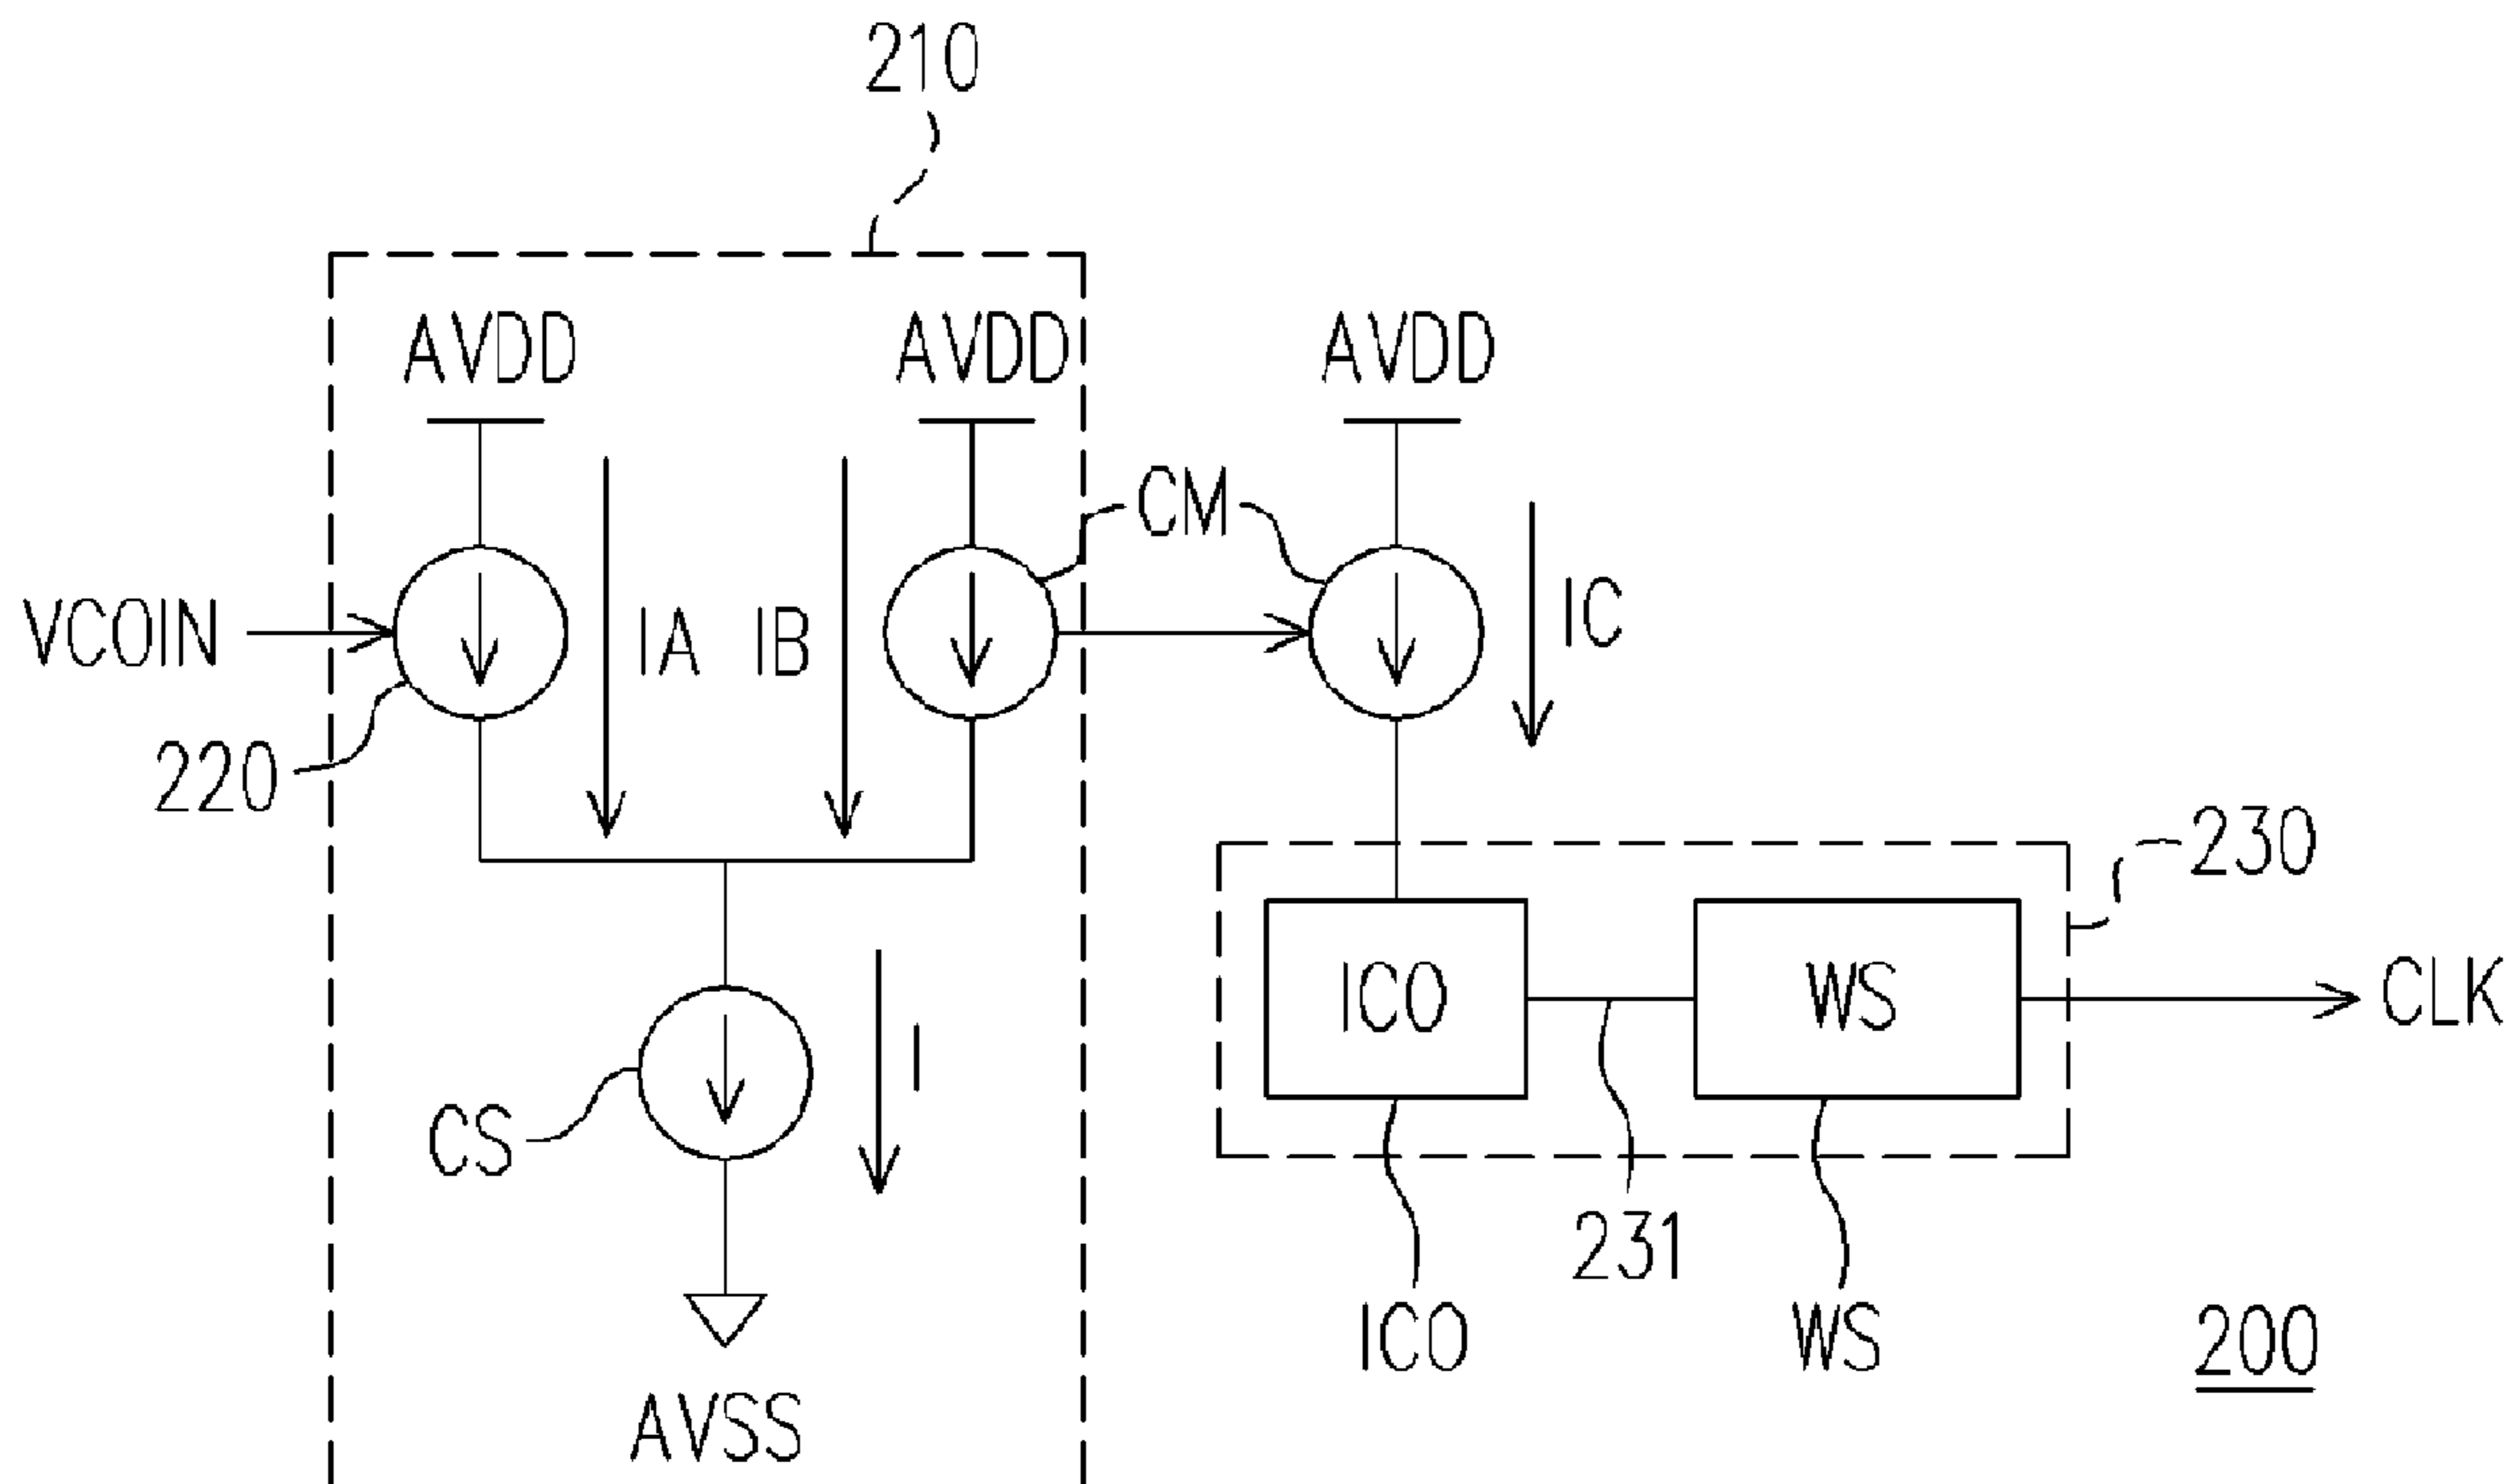 210
AVDD AVDD AVDD
CM
VCOIN IA IB IC
220
230
ICO WS CLK
I
CS
231
ICO WS 200
AVSS